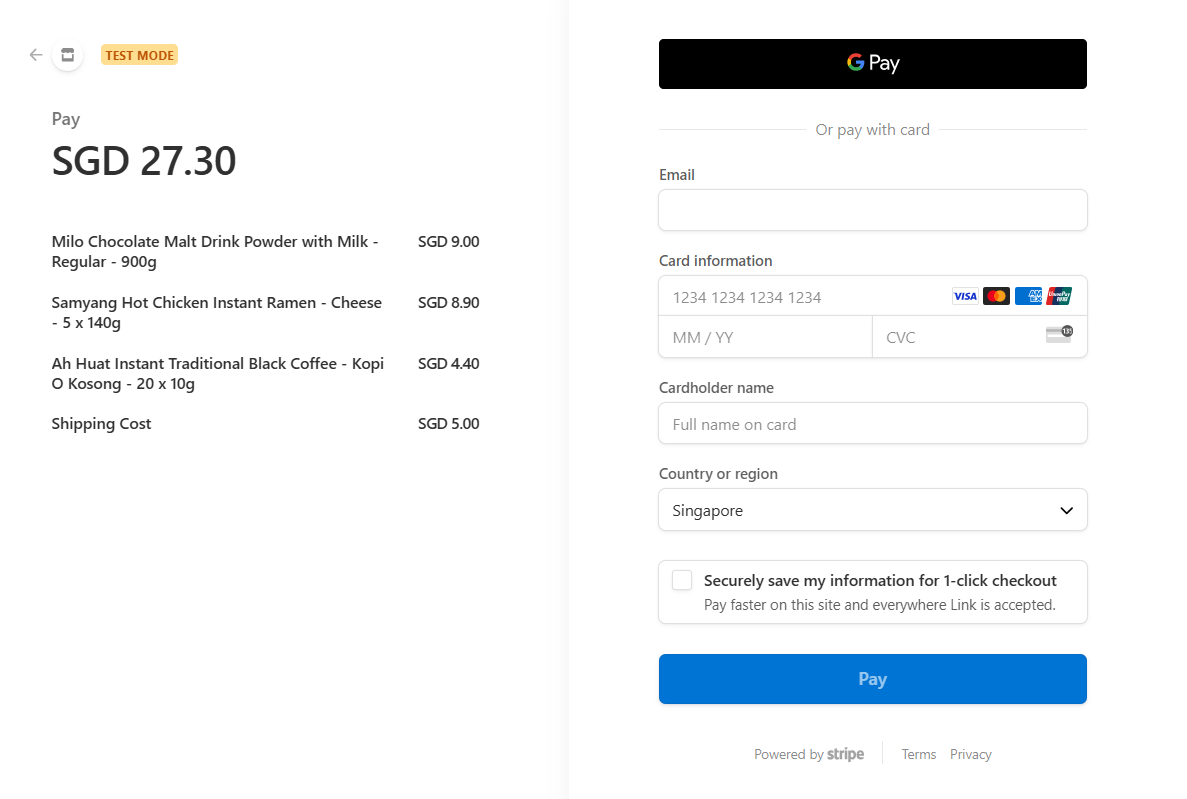 TEST MODE
Pay
SGD 27.30
Milo Chocolate Malt Drink Powder with Milk - SGD 9.00
Regular - 900g
Samyang Hot Chicken Instant Ramen - Cheese SGD 8.90
- 5 x 140g
Ah Huat Instant Traditional Black Coffee - Kopi SGD 4.40
O Kosong - 20 x 10g
Shipping Cost SGD 5.00
G Pay
Or pay with card
Email
Card information
1234 1234 1234 1234 VISA AMEX UnionPay
MM / YY CVC 135
Cardholder name
Full name on card
Country or region
Singapore
Securely save my information for 1-click checkout
Pay faster on this site and everywhere Link is accepted.
Pay
Powered by stripe Terms Privacy